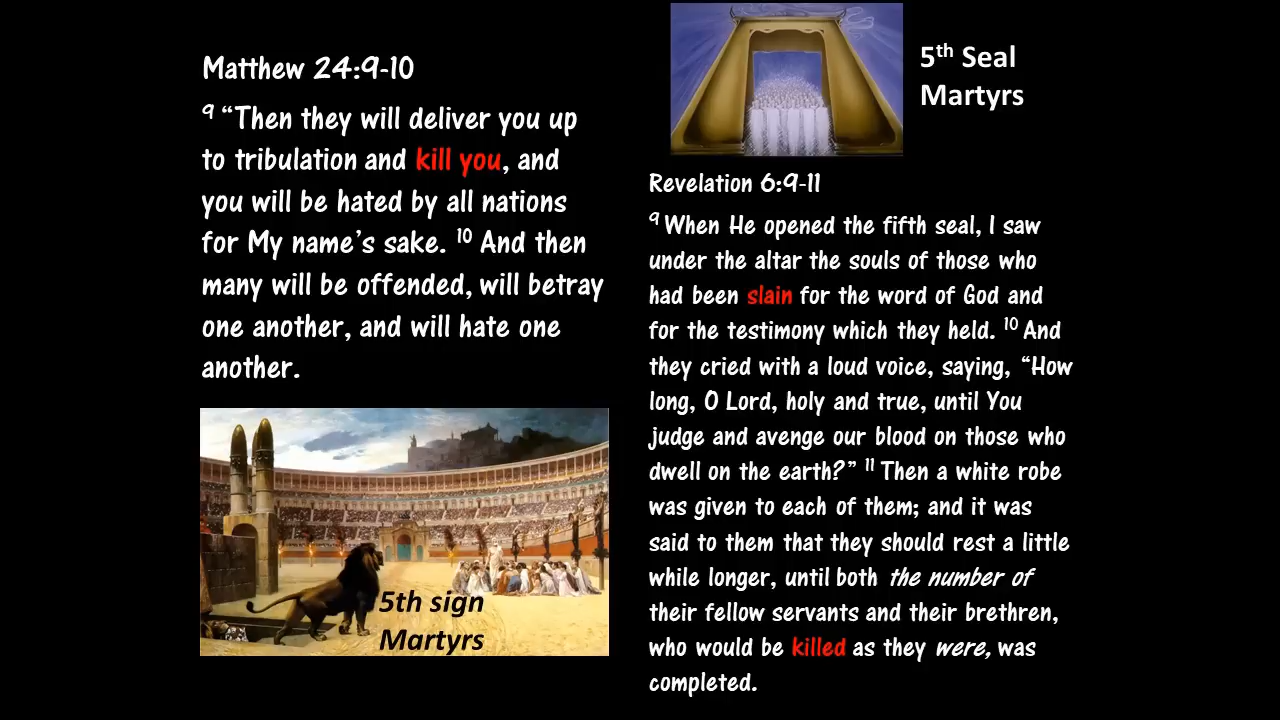 Matthew 24:9-10
9 “Then they will deliver you up
to tribulation and kill you, and
you will be hated by all nations
for My name’s sake. 10 And then
many will be offended, will betray
one another, and will hate one
another.
5th sign
Martyrs
5th Seal
Martyrs
Revelation 6:9-11
9 When He opened the fifth seal, I saw
under the altar the souls of those who
had been slain for the word of God and
for the testimony which they held. 10 And
they cried with a loud voice, saying, “How
long, O Lord, holy and true, until You
judge and avenge our blood on those who
dwell on the earth?” 11 Then a white robe
was given to each of them; and it was
said to them that they should rest a little
while longer, until both the number of
their fellow servants and their brethren,
who would be killed as they were, was
completed.